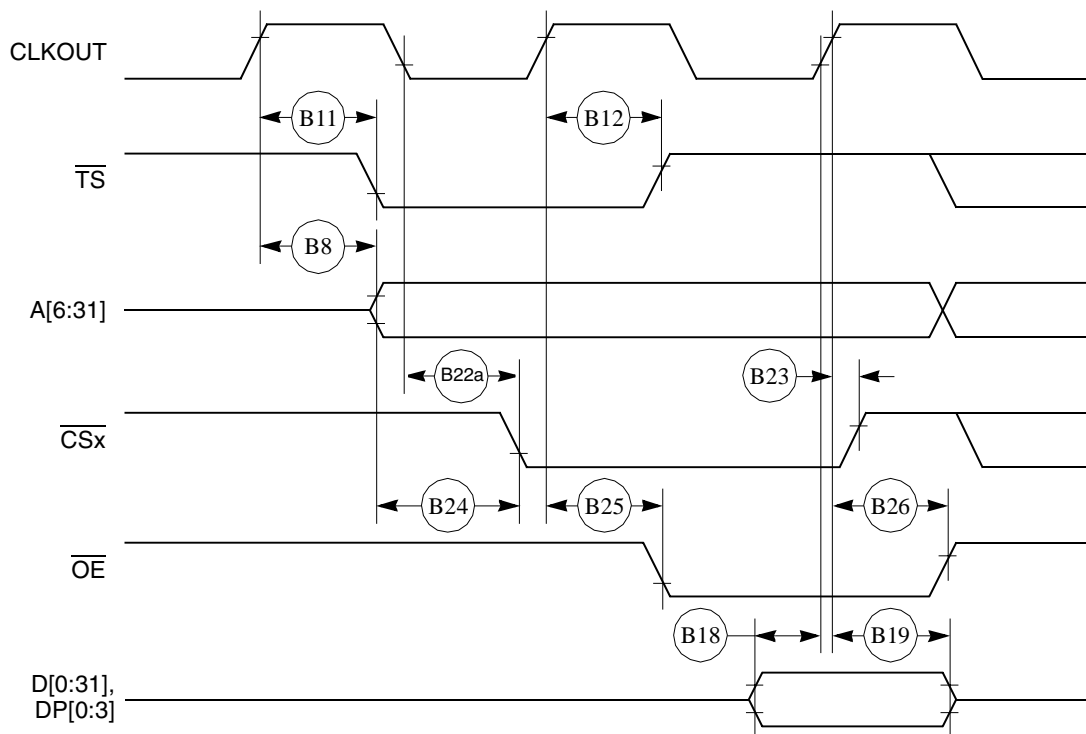 CLKOUT
B11
B12
TS
B8
A[6:31]
B22a
B23
CSx
B24
B25
B26
OE
B18
B19
D[0:31],
DP[0:3]